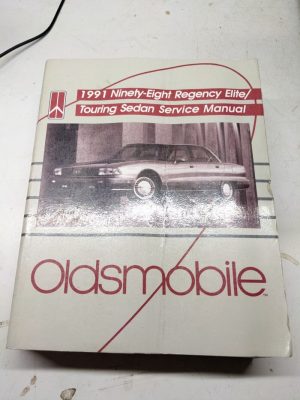 1991 Ninety-Eight Regency Elite/
Touring Sedan Service Manual
Oldsmobile